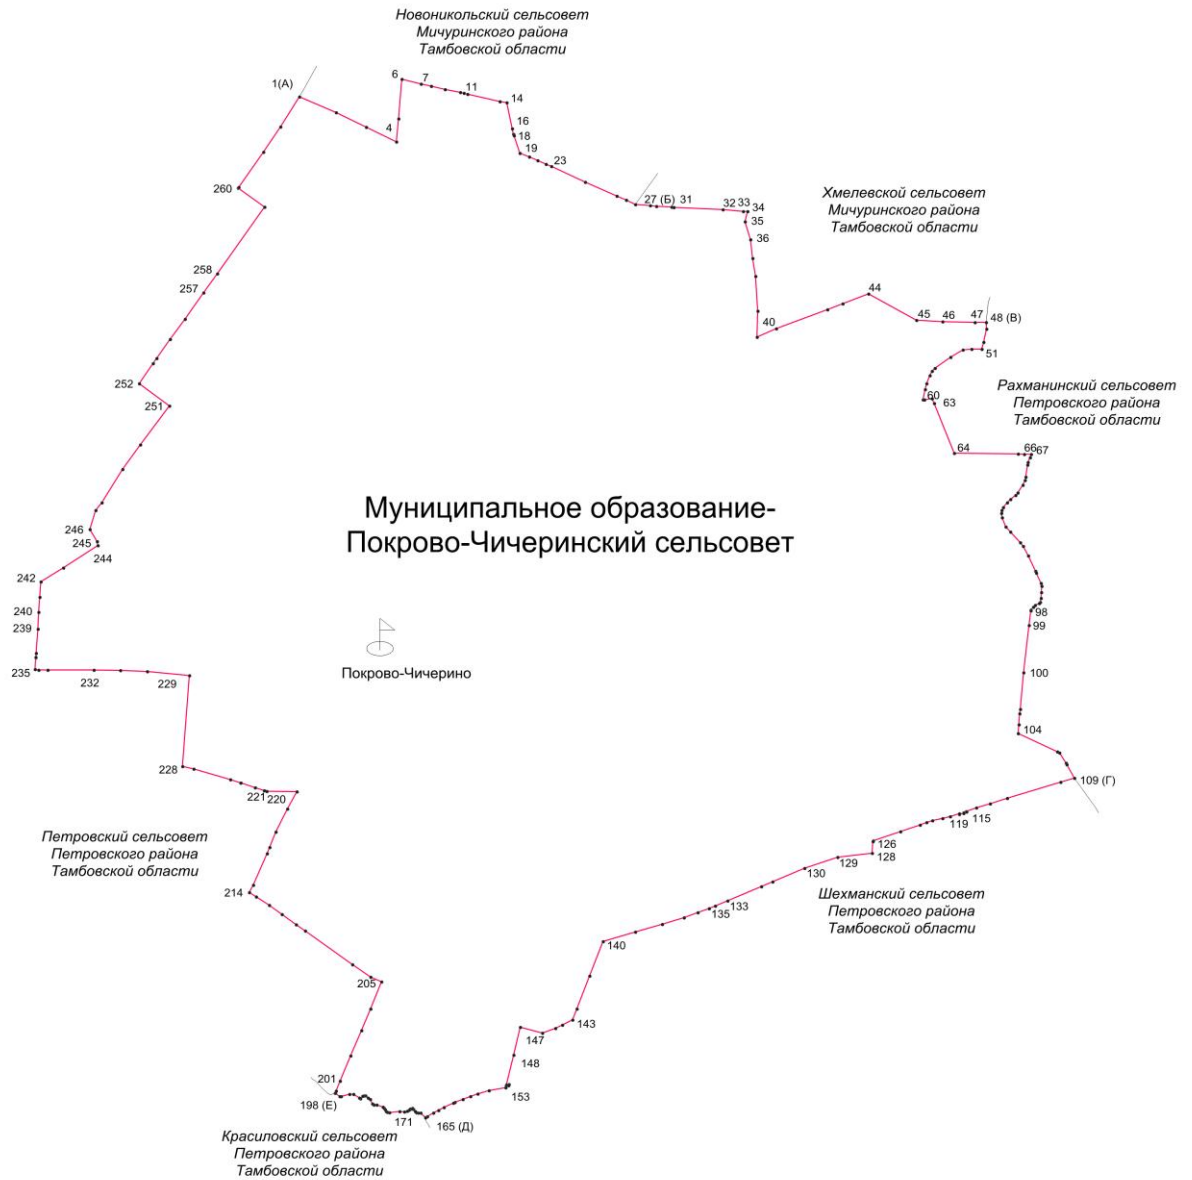 Новоникольский сельсовет
Мичуринского района
Тамбовской области
1(А)
6
7
11
14
4
16
18
19
23
260
27 (Б)
31
32
33
34
35
36
Хмелевской сельсовет
Мичуринского района
Тамбовской области
258
257
44
40
45
46
47
48 (В)
51
252
251
60
63
Рахманинский сельсовет
Петровского района
Тамбовской области
64
66
67
Муниципальное образование-
Покрово-Чичеринский сельсовет
246
245
244
242
240
239
98
99
235
232
229
Покрово-Чичерино
100
104
228
221
220
109 (Г)
115
119
Петровский сельсовет
Петровского района
Тамбовской области
126
128
129
130
214
133
135
Шехманский сельсовет
Петровского района
Тамбовской области
140
205
143
147
148
201
153
198 (Е)
171
165 (Д)
Красиловский сельсовет
Петровского района
Тамбовской области